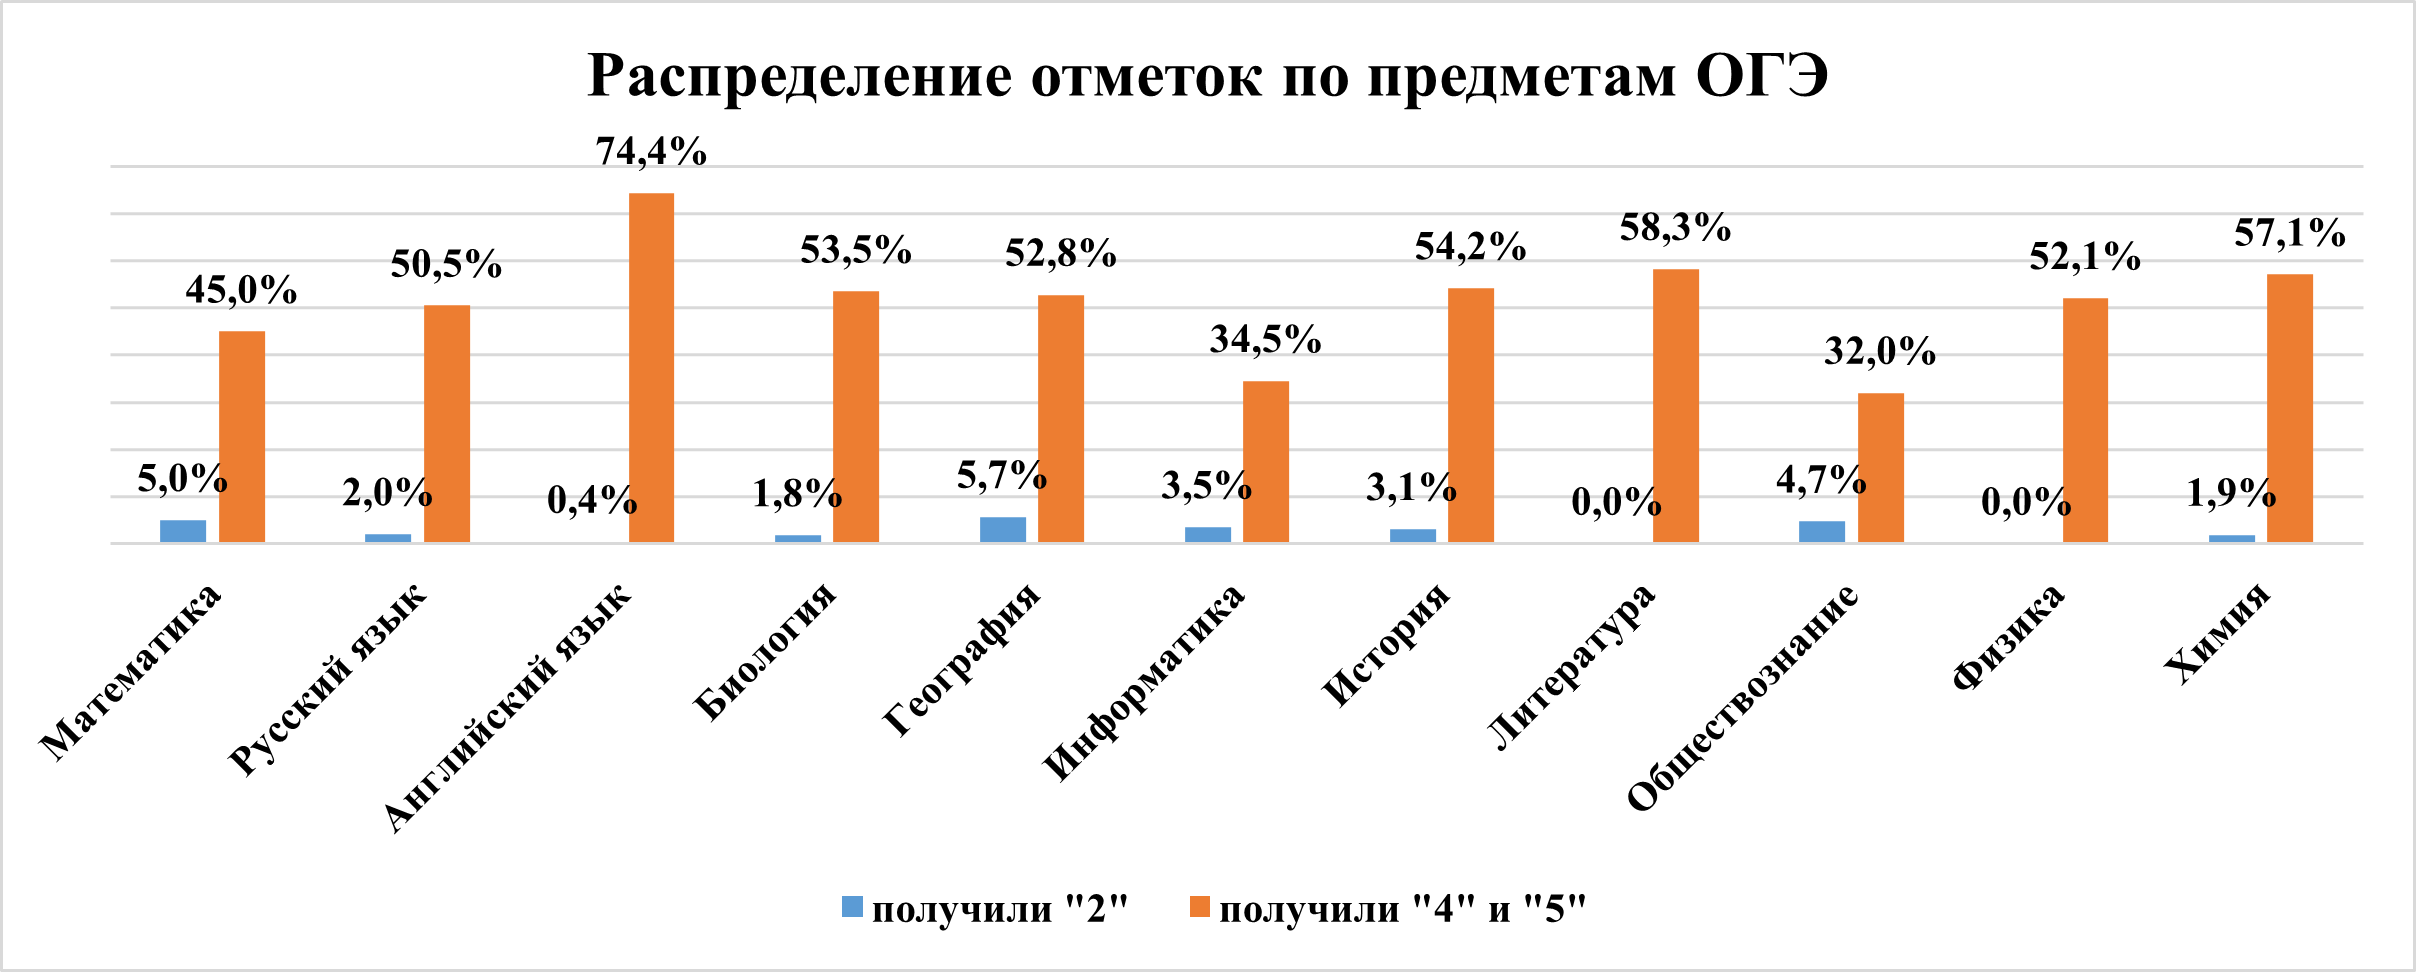 Распределение отметок по предметам ОГЭ
74,4%
58,3%
57,1%
54,2%
53,5%
52,8%
52,1%
50,5%
45,0%
34,5%
32,0%
5,0%
2,0%
0,4%
1,8%
5,7%
3,5%
3,1%
0,0%
4,7%
0,0%
1,9%
Математика
Русский язык
Английский язык
Биология
География
Информатика
История
Литература
Обществознание
Физика
Химия
получили "2"
получили "4" и "5"